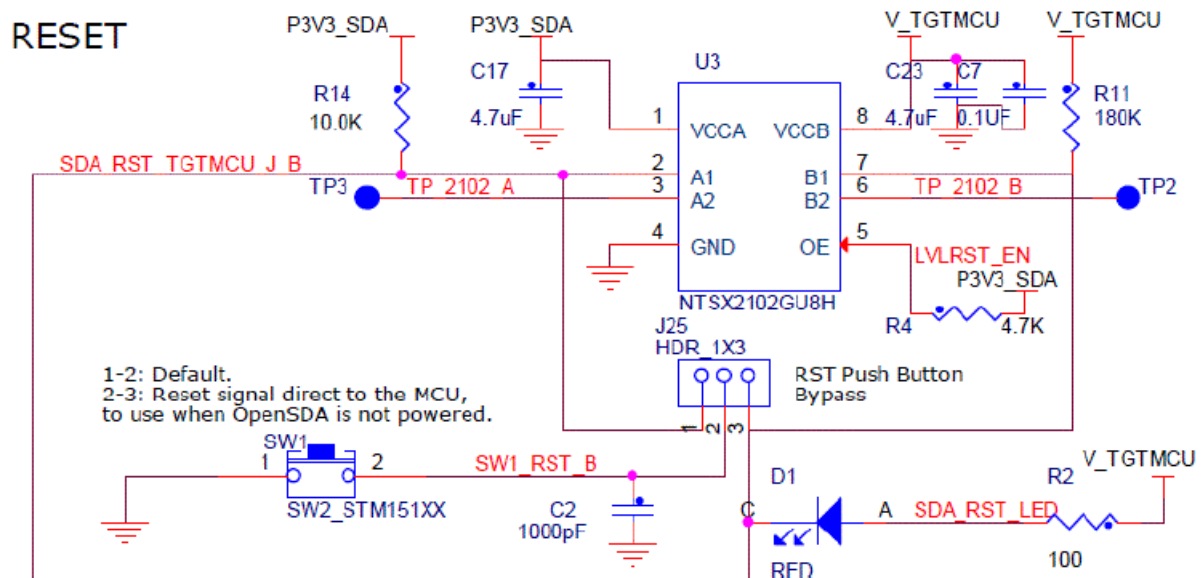 RESET
P3V3_SDA
P3V3_SDA
V_TGTMCU
V_TGTMCU
U3
C17
4.7uF
C23
4.7uF
C7
0.1UF
R14
10.0K
R11
180K
1
VCCA
VCCB
8
SDA_RST_TGTMCU_J_B
2
A1
B1
7
TP3
TP_2102_A
3
A2
B2
6
TP_2102_B
TP2
4
GND
OE
5
LVLRST_EN
P3V3_SDA
NTSX2102GU8H
R4
4.7K
J25
HDR_1X3
1-2: Default.
2-3: Reset signal direct to the MCU,
to use when OpenSDA is not powered.
RST Push Button
Bypass
1
2
3
SW1
1
2
SW1_RST_B
SW2_STM151XX
C2
1000pF
D1
R2
V_TGTMCU
C
A
SDA_RST_LED
RED
100